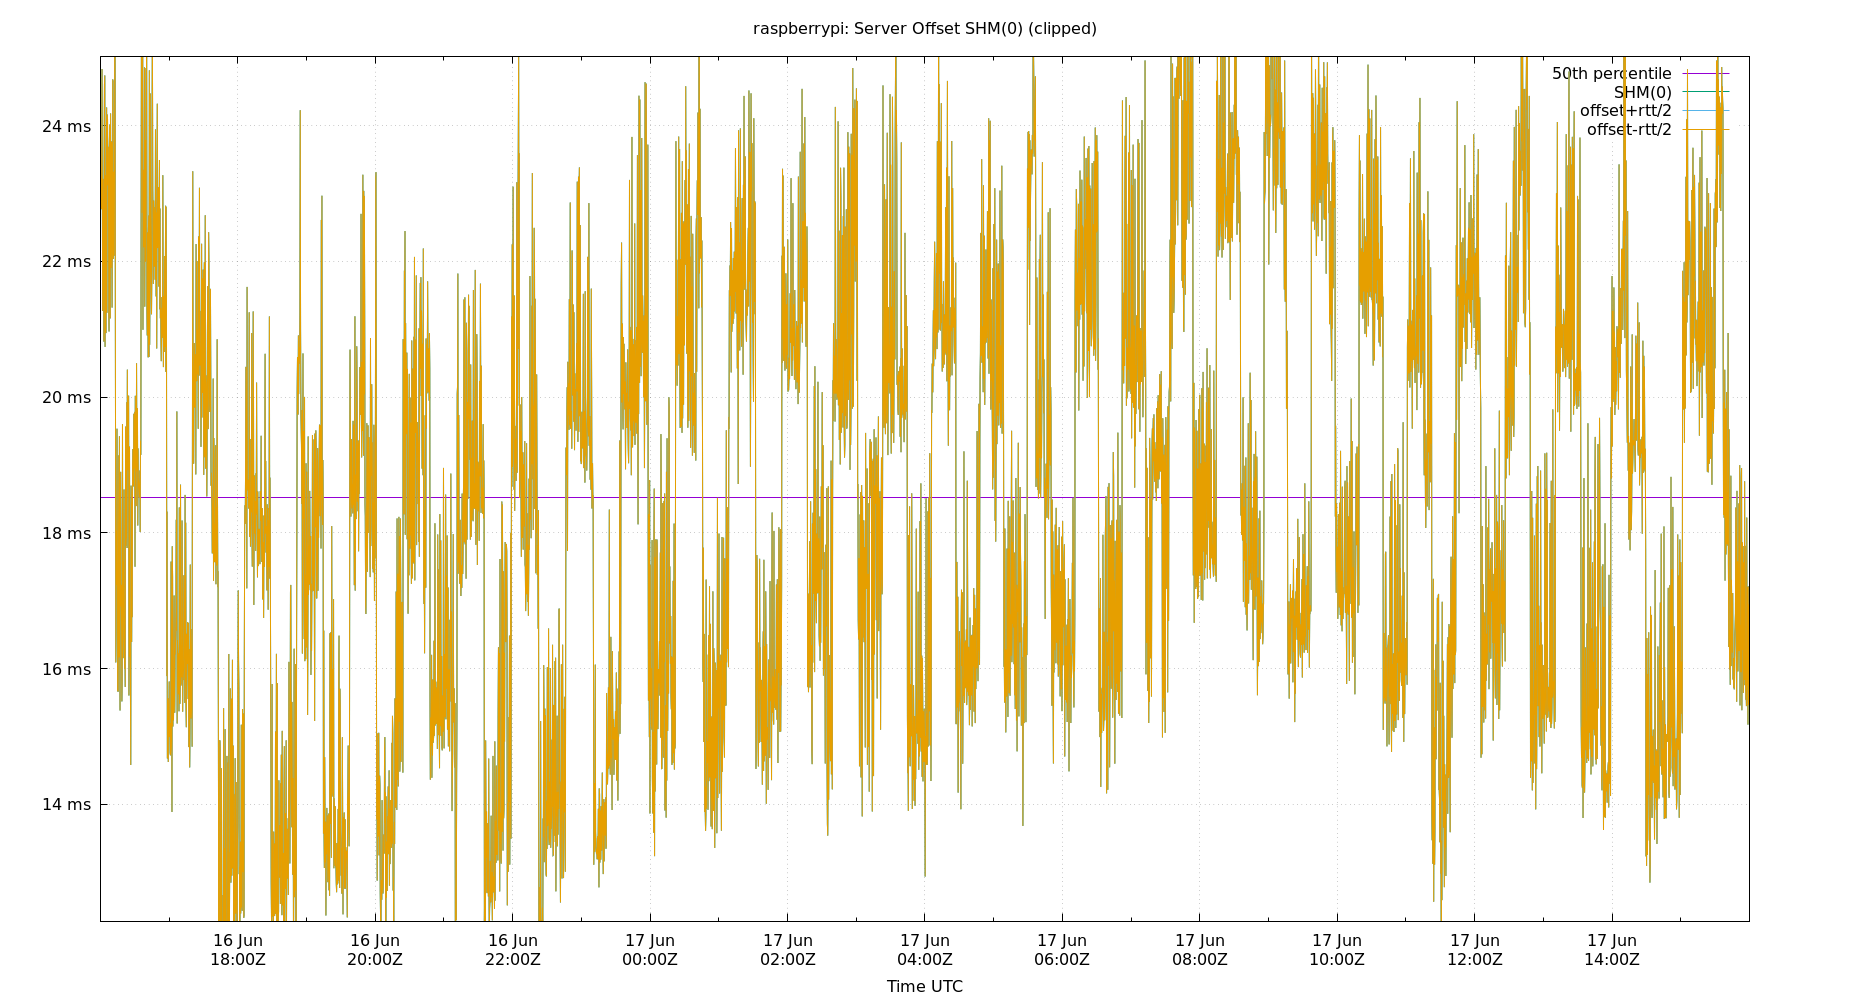 raspberrypi: Server Offset SHM(0) (clipped)
50th percentile
SHM(0)
offset+rtt/2
offset-rtt/2
24 ms
22 ms
20 ms
18 ms
16 ms
14 ms
16 Jun 16 Jun 16 Jun 17 Jun 17 Jun 17 Jun 17 Jun 17 Jun 17 Jun 17 Jun 17 Jun
18:00Z 20:00Z 22:00Z 00:00Z 02:00Z 04:00Z 06:00Z 08:00Z 10:00Z 12:00Z 14:00Z
Time UTC